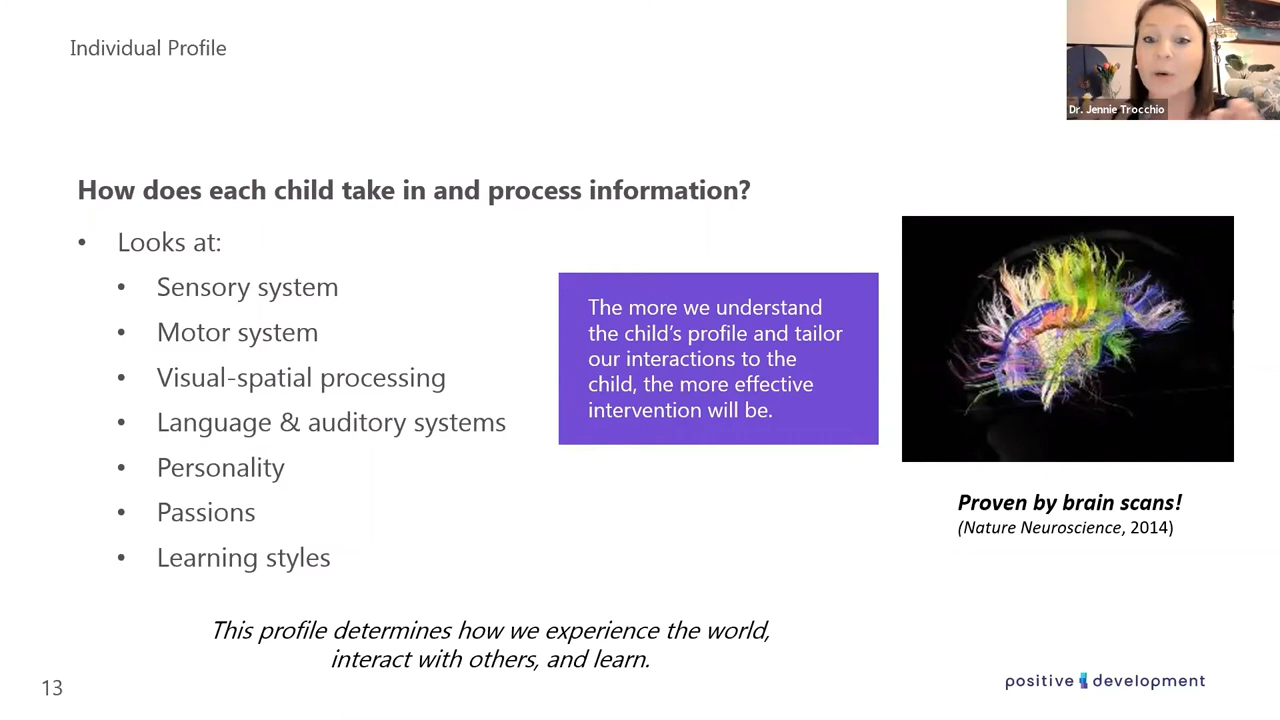 Individual Profile
Dr. Jennie Trocchio
How does each child take in and process information?
• Looks at:
• Sensory system
• Motor system
• Visual-spatial processing
• Language & auditory systems
• Personality
• Passions
• Learning styles
The more we understand
the child's profile and tailor
our interactions to the
child, the more effective
intervention will be.
Proven by brain scans!
(Nature Neuroscience, 2014)
This profile determines how we experience the world,
interact with others, and learn.
13
positive development